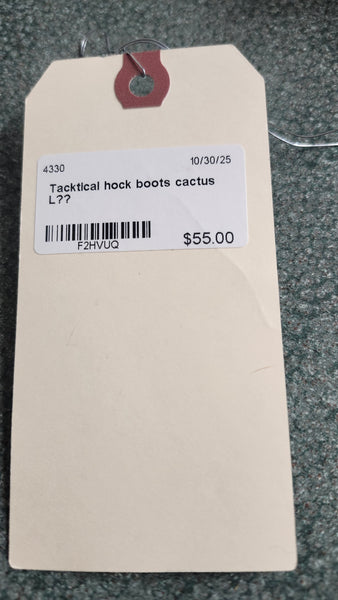 4330 10/30/25
Tacktical hock boots cactus
L??
F2HVUQ $55.00